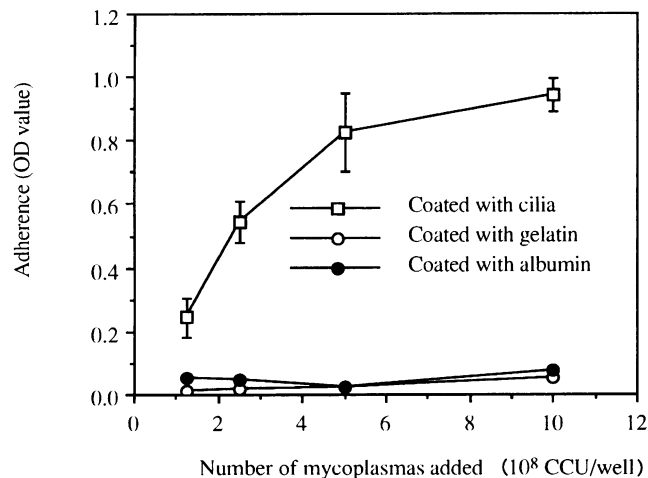 1.2
1.0
0.8
0.6
0.4
0.2
0.0
Adherence (OD value)
Coated with cilia
Coated with gelatin
Coated with albumin
0 2 4 6 8 10 12
Number of mycoplasmas added (10⁸ CCU/well)